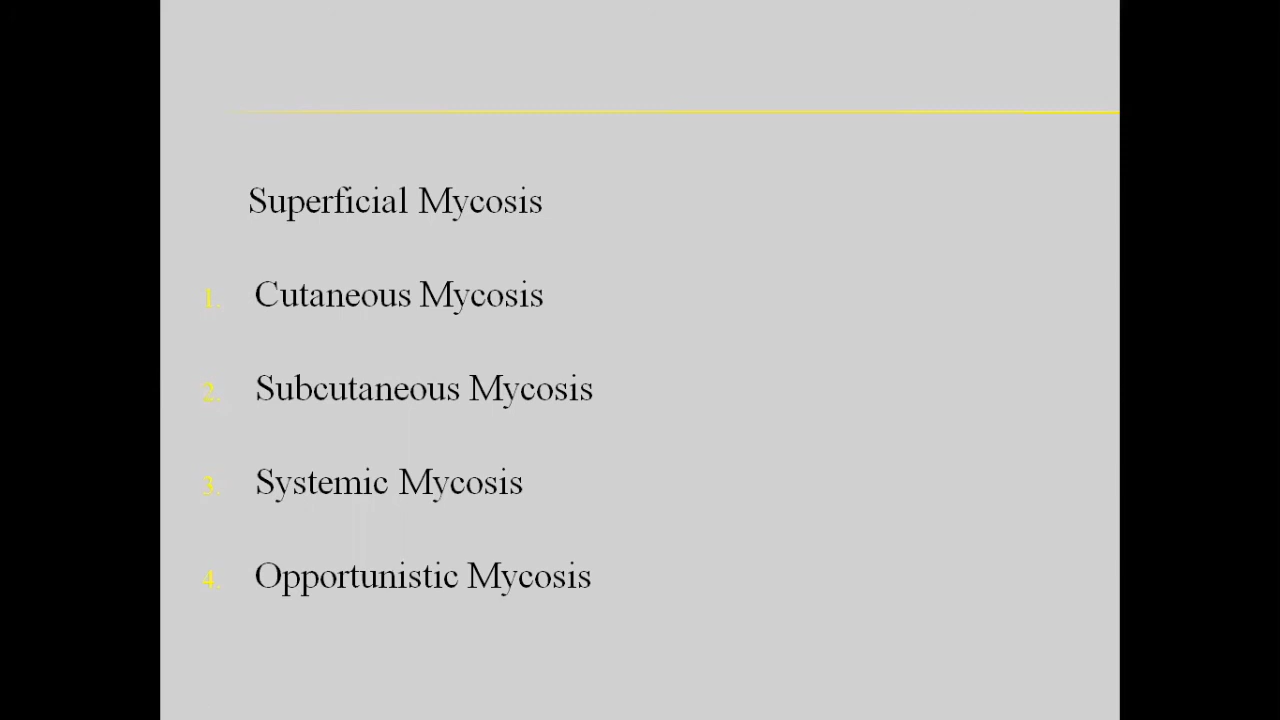 Superficial Mycosis
1. Cutaneous Mycosis
2. Subcutaneous Mycosis
3. Systemic Mycosis
4. Opportunistic Mycosis